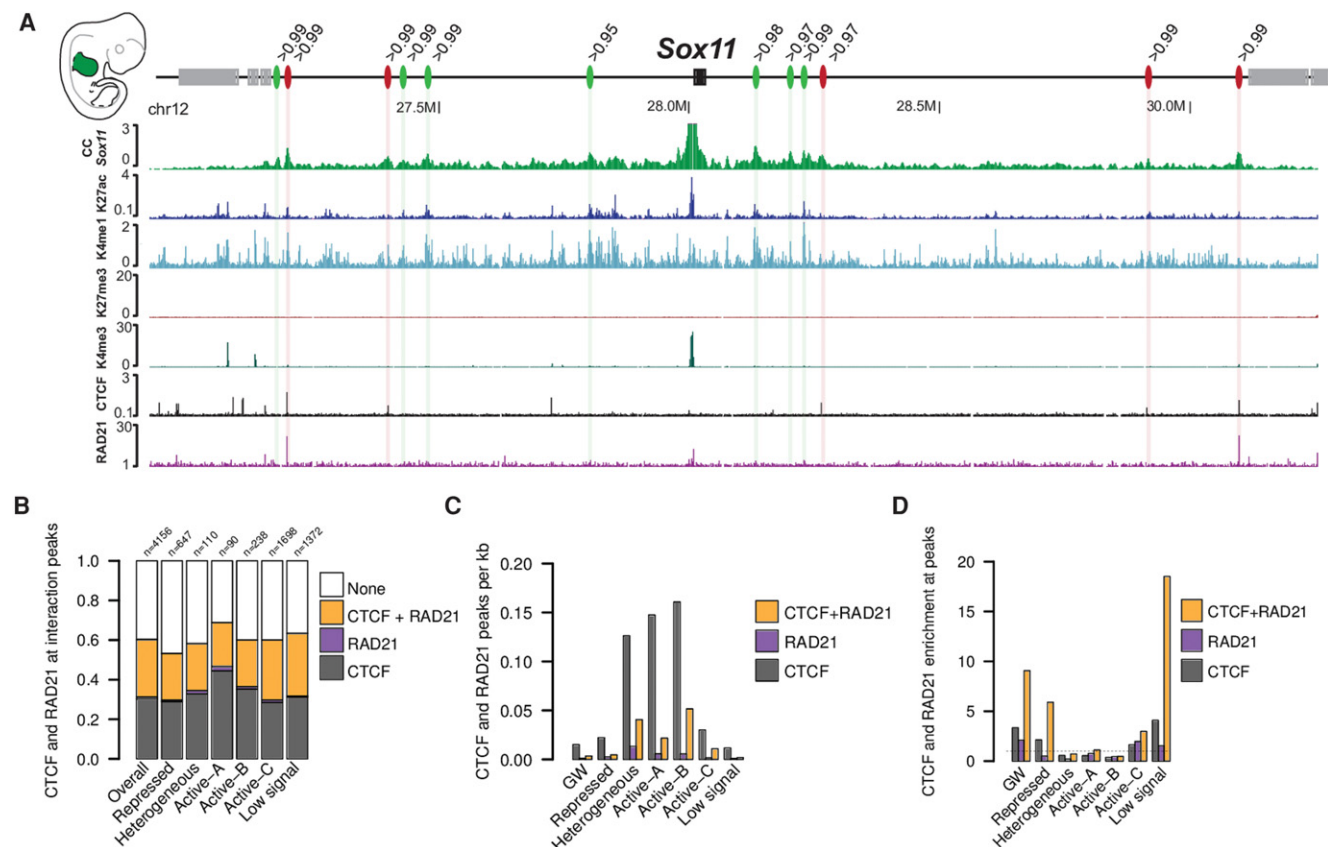 A
>0.99
>0.99
>0.99
>0.99
>0.99
>0.95
Sox11
>0.98
>0.97
>0.99
>0.97
>0.99
>0.99
chr12
27.5M
28.0M
28.5M
30.0M
CC Sox11
3
0
K27ac
4
0.1
K4me1
2
0
K27me3
20
0
K4me3
30
0
CTCF
3
0.1
RAD21
30
1
B
CTCF and RAD21 at interaction peaks
n=4156
n=647
n=110
n=90
n=238
n=1698
n=1372
1.0
0.8
0.6
0.4
0.2
0.0
Overall
Repressed
Heterogeneous
Active-A
Active-B
Active-C
Low signal
None
CTCF + RAD21
RAD21
CTCF
C
CTCF and RAD21 peaks per kb
0.20
0.15
0.10
0.05
0.00
GW
Repressed
Heterogeneous
Active-A
Active-B
Active-C
Low signal
CTCF+RAD21
RAD21
CTCF
D
CTCF and RAD21 enrichment at peaks
20
15
10
5
0
GW
Repressed
Heterogeneous
Active-A
Active-B
Active-C
Low signal
CTCF+RAD21
RAD21
CTCF